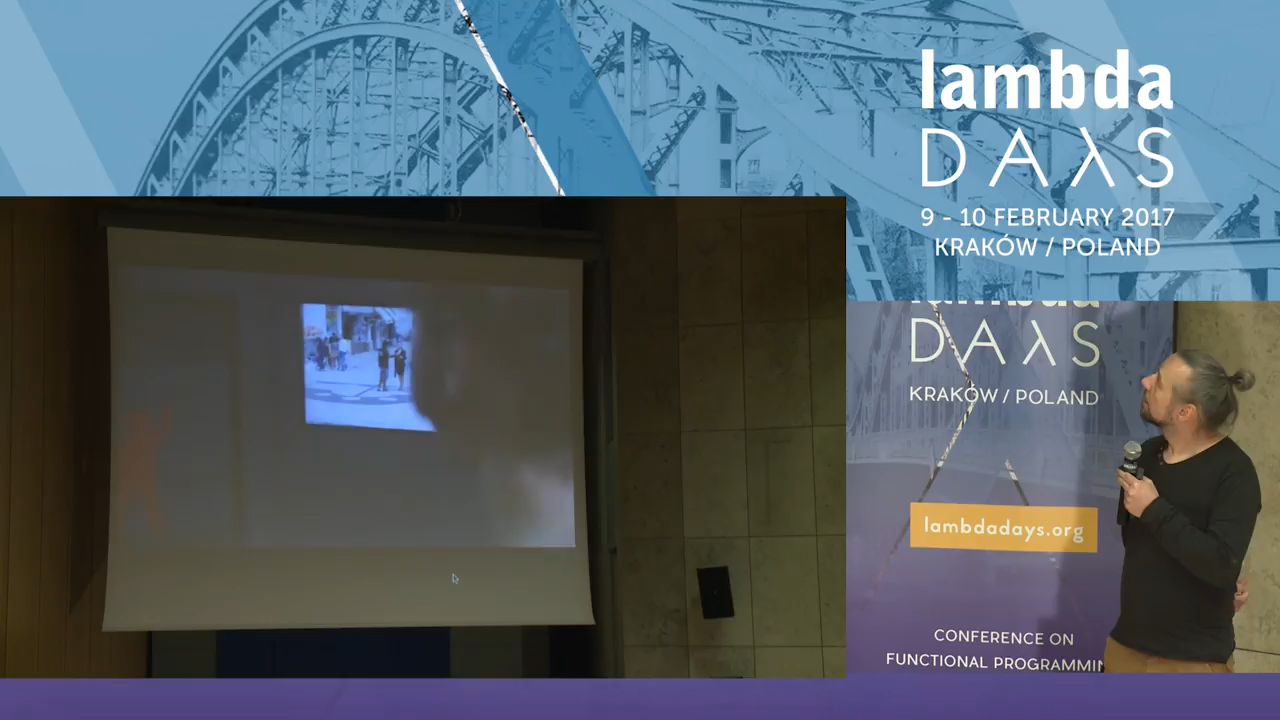 lambda
DAλS
9 - 10 FEBRUARY 2017
KRAKÓW / POLAND
DAλS
KRAKÓW / POLAND
lambdadays.org
CONFERENCE ON
FUNCTIONAL PROGRAMMIN